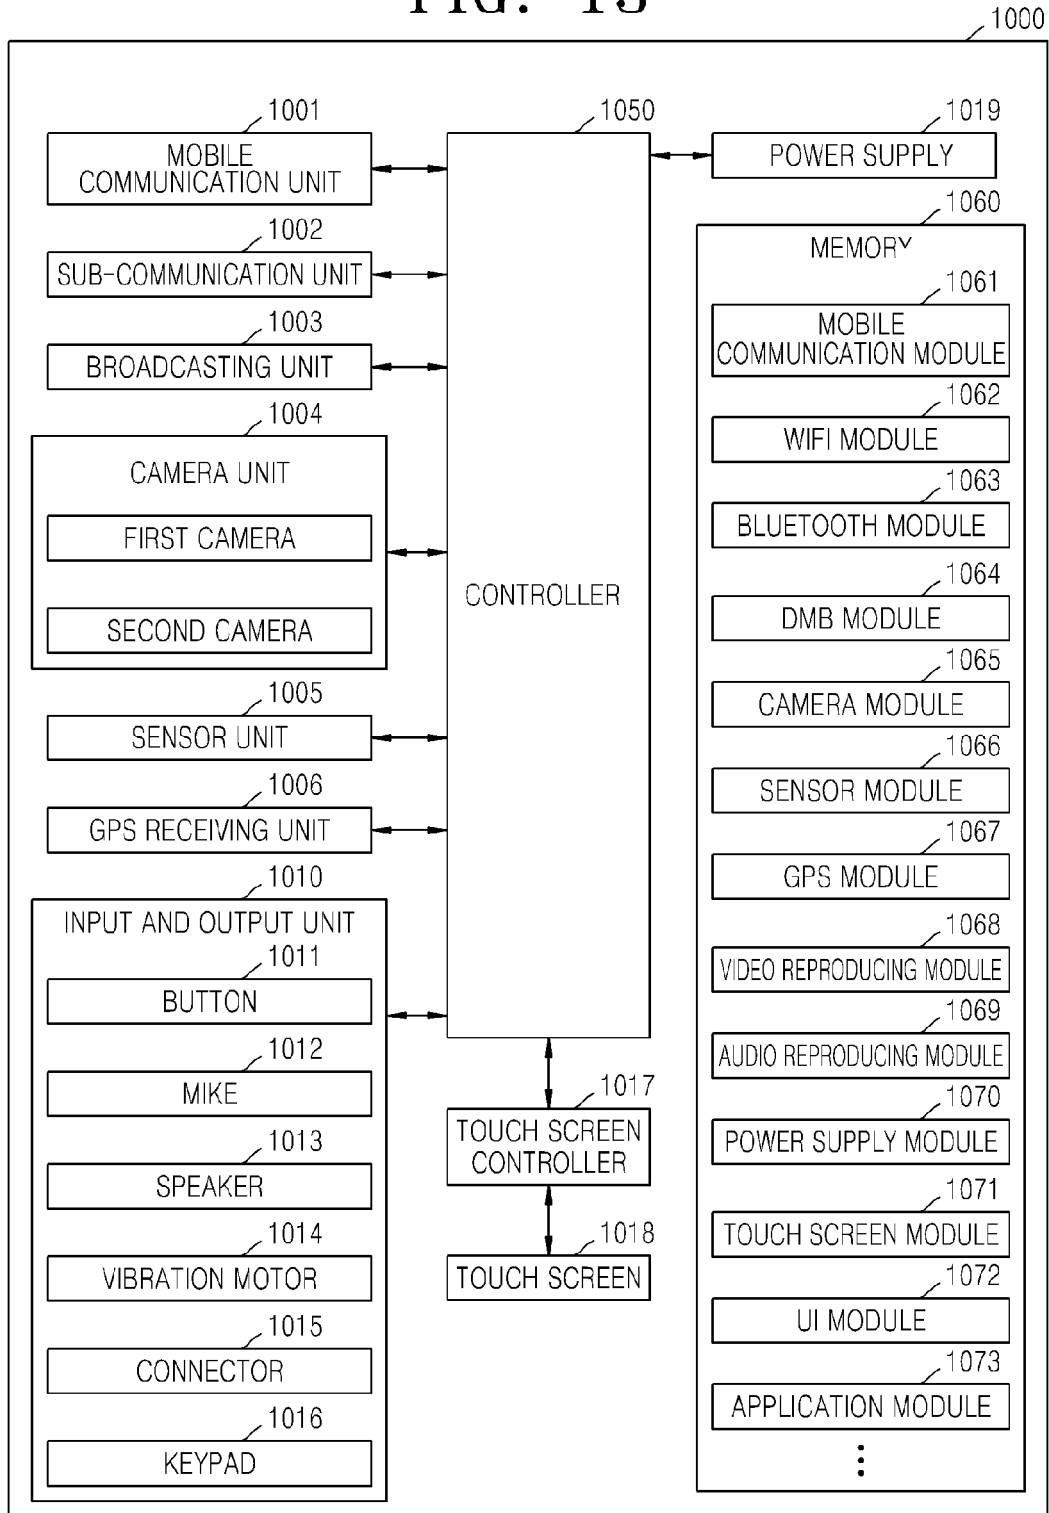 FIG. 13
1000
1001
MOBILE
COMMUNICATION UNIT
1002
SUB-COMMUNICATION UNIT
1003
BROADCASTING UNIT
1004
CAMERA UNIT
FIRST CAMERA
SECOND CAMERA
1005
SENSOR UNIT
1006
GPS RECEIVING UNIT
1010
INPUT AND OUTPUT UNIT
1011
BUTTON
1012
MIKE
1013
SPEAKER
1014
VIBRATION MOTOR
1015
CONNECTOR
1016
KEYPAD
1050
CONTROLLER
1017
TOUCH SCREEN
CONTROLLER
1018
TOUCH SCREEN
1019
POWER SUPPLY
1060
MEMORY
1061
MOBILE
COMMUNICATION MODULE
1062
WIFI MODULE
1063
BLUETOOTH MODULE
1064
DMB MODULE
1065
CAMERA MODULE
1066
SENSOR MODULE
1067
GPS MODULE
1068
VIDEO REPRODUCING MODULE
1069
AUDIO REPRODUCING MODULE
1070
POWER SUPPLY MODULE
1071
TOUCH SCREEN MODULE
1072
UI MODULE
1073
APPLICATION MODULE